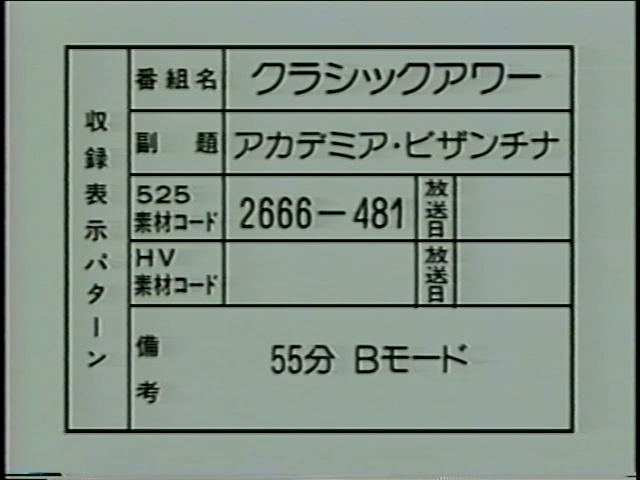 収録表示パターン
番組名 クラシックアワー
副題 アカデミア・ビザンチナ
525
素材コード 2666-481 放送日
HV
素材コード 放送日
備考 55分 Bモード